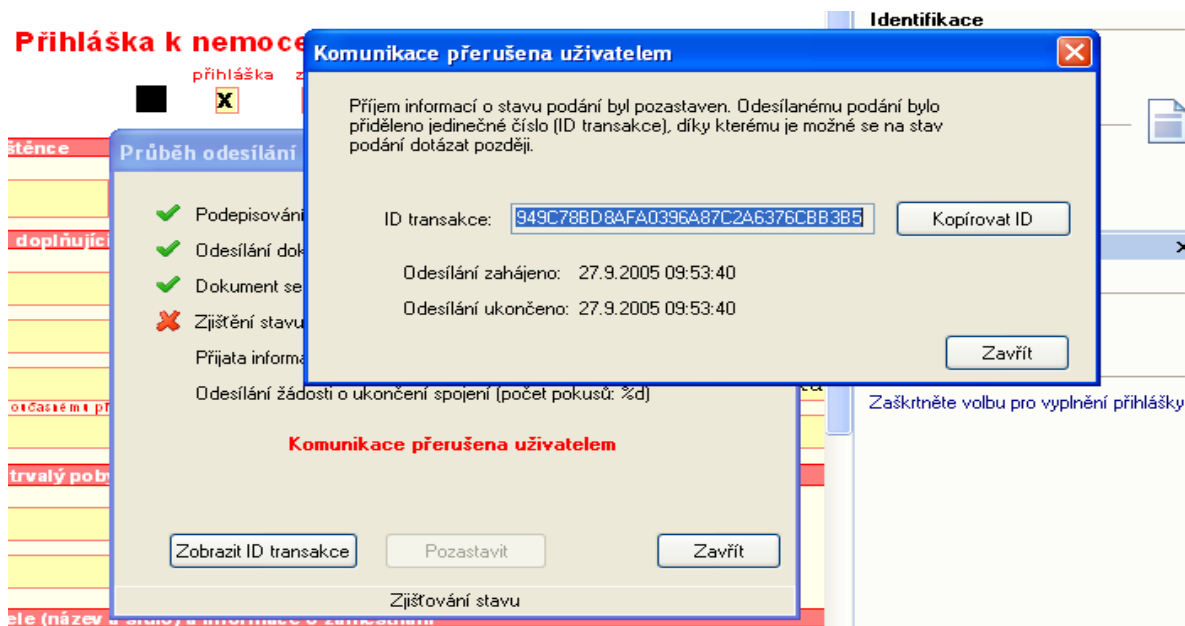 Identifikace
Přihláška k nemoce
přihláška z
X
Komunikace přerušena uživatelem
Příjem informací o stavu podání byl pozastaven. Odesílanému podání bylo
přiděleno jedinečné číslo (ID transakce), díky kterému je možné se na stav
podání dotázat později.
ID transakce: 949C78BD8AFA0396A87C2A6376CBB3B5 Kopírovat ID
Odesílání zahájeno: 27.9.2005 09:53:40
Odesílání ukončeno: 27.9.2005 09:53:40
Zavřít
štěnce
Průběh odesílání
Podepisování
doplňujíc
Odesílání dok
Dokument se
Zjištění stavu
Přijata informa
Odesílání žádosti o ukončení spojení (počet pokusů: %d)
Zaškrtněte volbu pro vyplnění přihlášky
Komunikace přerušena uživatelem
trvalý poby
Zobrazit ID transakce Pozastavit Zavřít
Zjišťování stavu